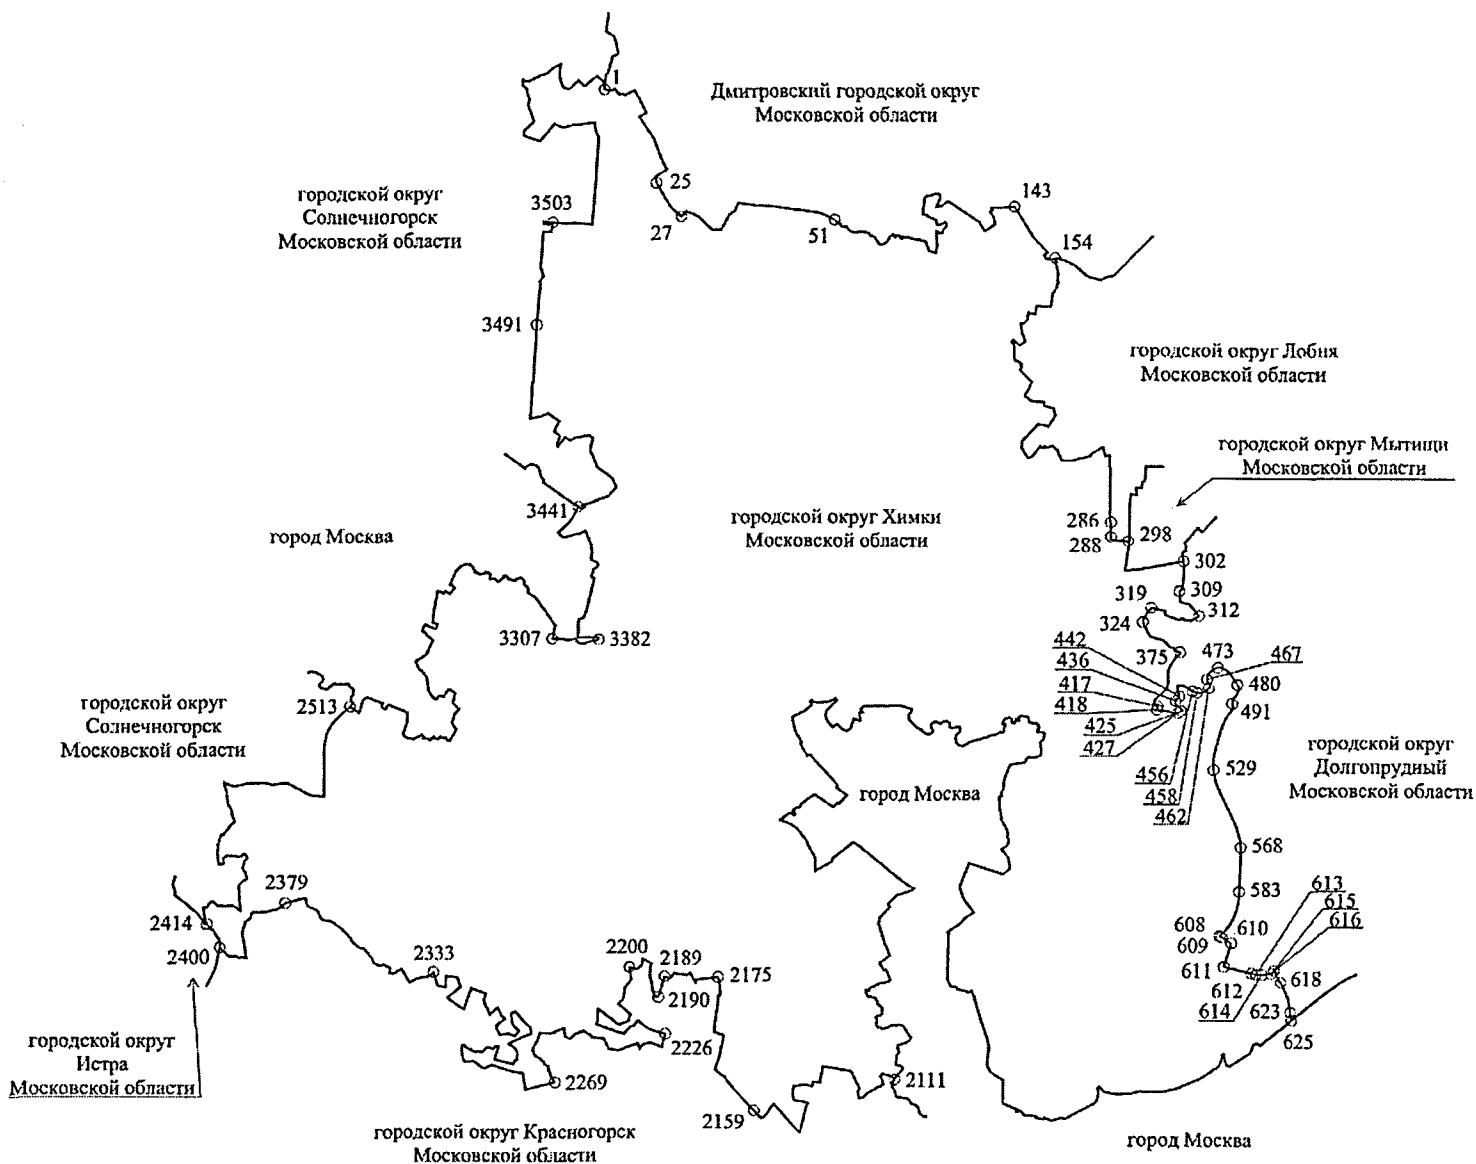 1
Дмитровский городской округ
Московской области
25
27
51
143
154
городской округ
Солнечногорск
Московской области
3503
3491
городской округ Лобня
Московской области
городской округ Мытищи
Московской области
3441
город Москва
городской округ Химки
Московской области
286
288
298
302
309
312
319
324
375
3307
3382
442
436
417
418
425
427
473
467
480
491
456
458
462
529
городской округ
Солнечногорск
Московской области
2513
город Москва
городской округ
Долгопрудный
Московской области
568
583
2379
2414
2400
2333
2200
2189
2190
2175
2226
613
615
616
608
609
610
611
612
614
618
623
625
городской округ
Истра
Московской области
2269
2159
2111
городской округ Красногорск
Московской области
город Москва